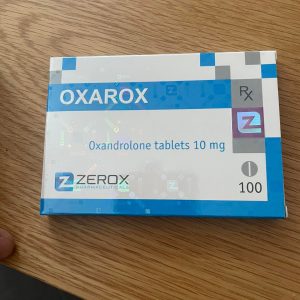 OXAROX
Rx
Z
Z
Oxandrolone tablets 10 mg
Z ZEROX
PHARMACEUTICALS
100